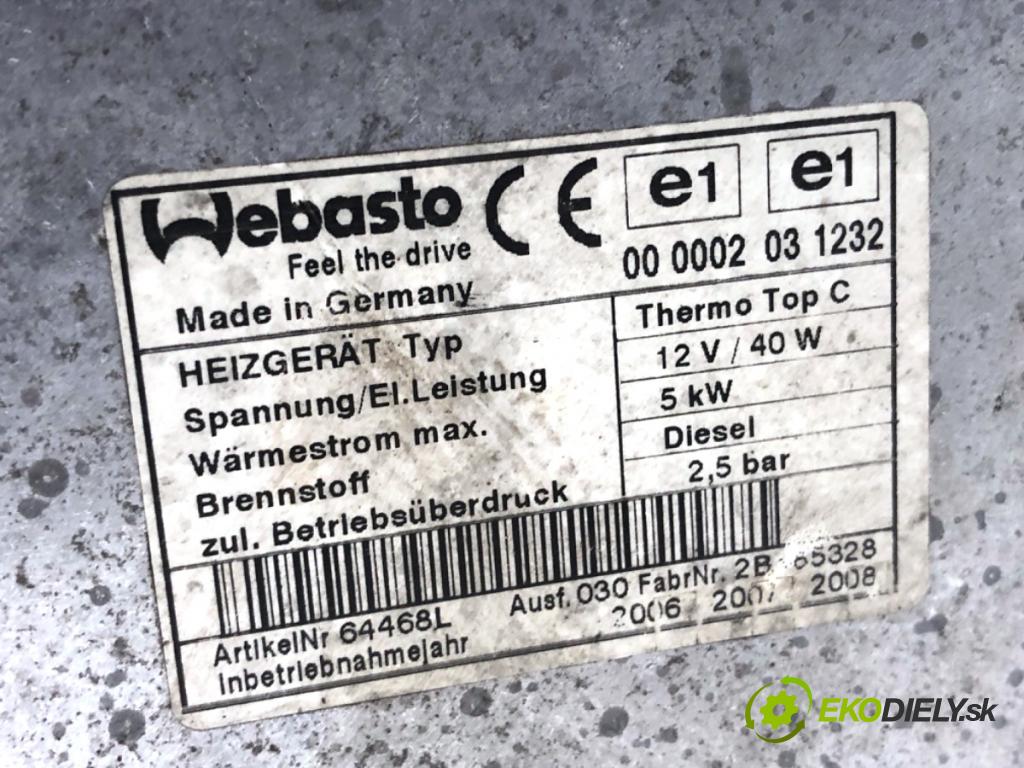 Webasto CE e1 e1
Feel the drive 00 0002 03 1232
Made in Germany
HEIZGERÄT Typ Thermo Top C
Spannung/El.Leistung 12 V / 40 W
Wärmestrom max. 5 kW
Brennstoff Diesel
zul. Betriebsüberdruck 2,5 bar
ArtikelNr 64468L Ausf. 030 FabrNr. 2B
Inbetriebnahmejahr 2006 2007 2008
EKODIELY.sk